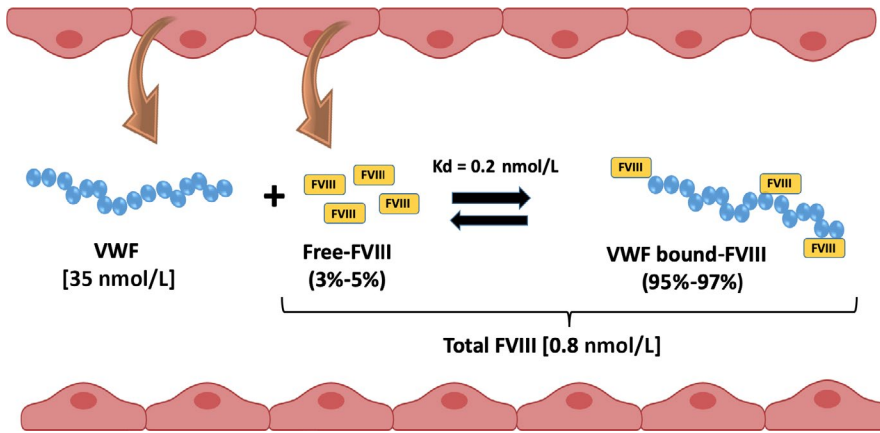 Kd = 0.2 nmol/L
FVIII
FVIII
FVIII
FVIII
FVIII
FVIII
FVIII
+
VWF
[35 nmol/L]
Free-FVIII
(3%-5%)
VWF bound-FVIII
(95%-97%)
Total FVIII [0.8 nmol/L]